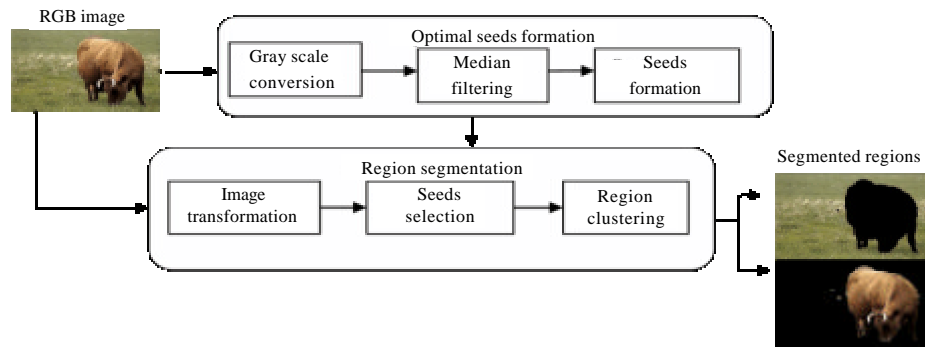 RGB image
Optimal seeds formation
Gray scale
conversion
Median
filtering
Seeds
formation
Region segmentation
Image
transformation
Seeds
selection
Region
clustering
Segmented regions